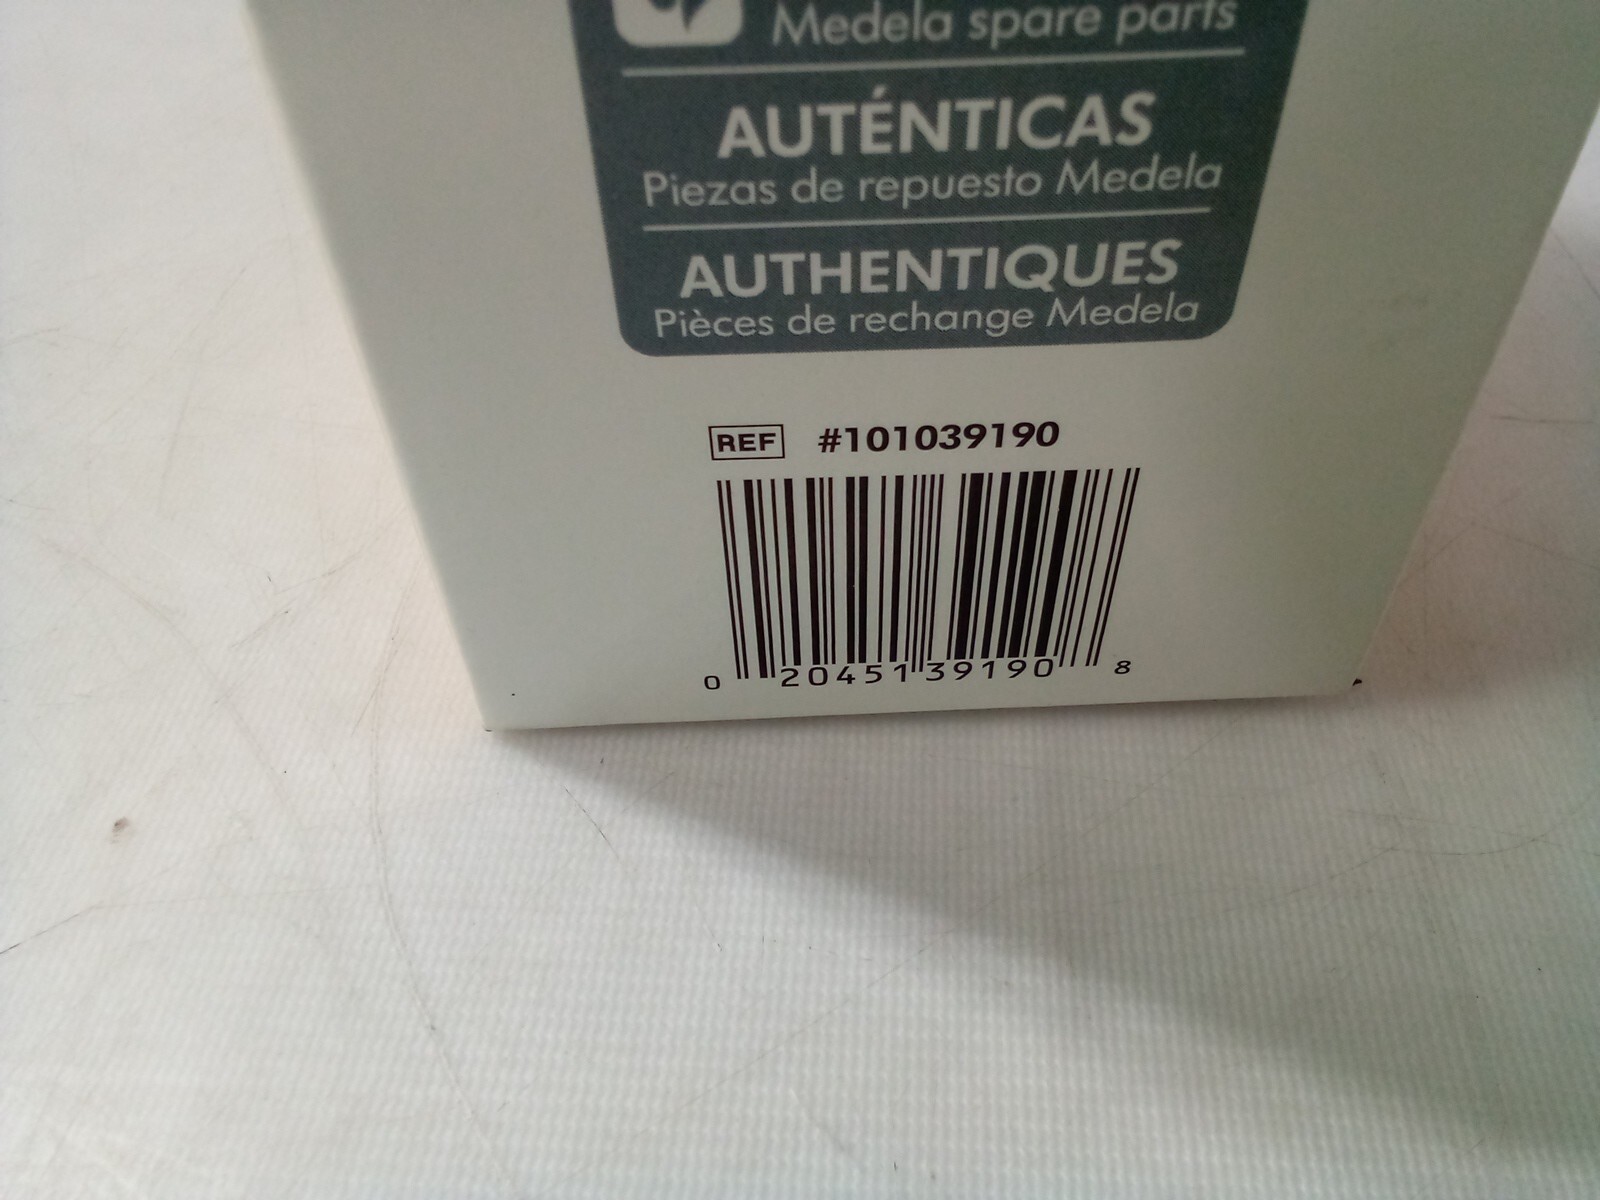 Medela spare parts
AUTÉNTICAS
Piezas de repuesto Medela
AUTHENTIQUES
Pièces de rechange Medela
REF #101039190
0 20451 39190 8